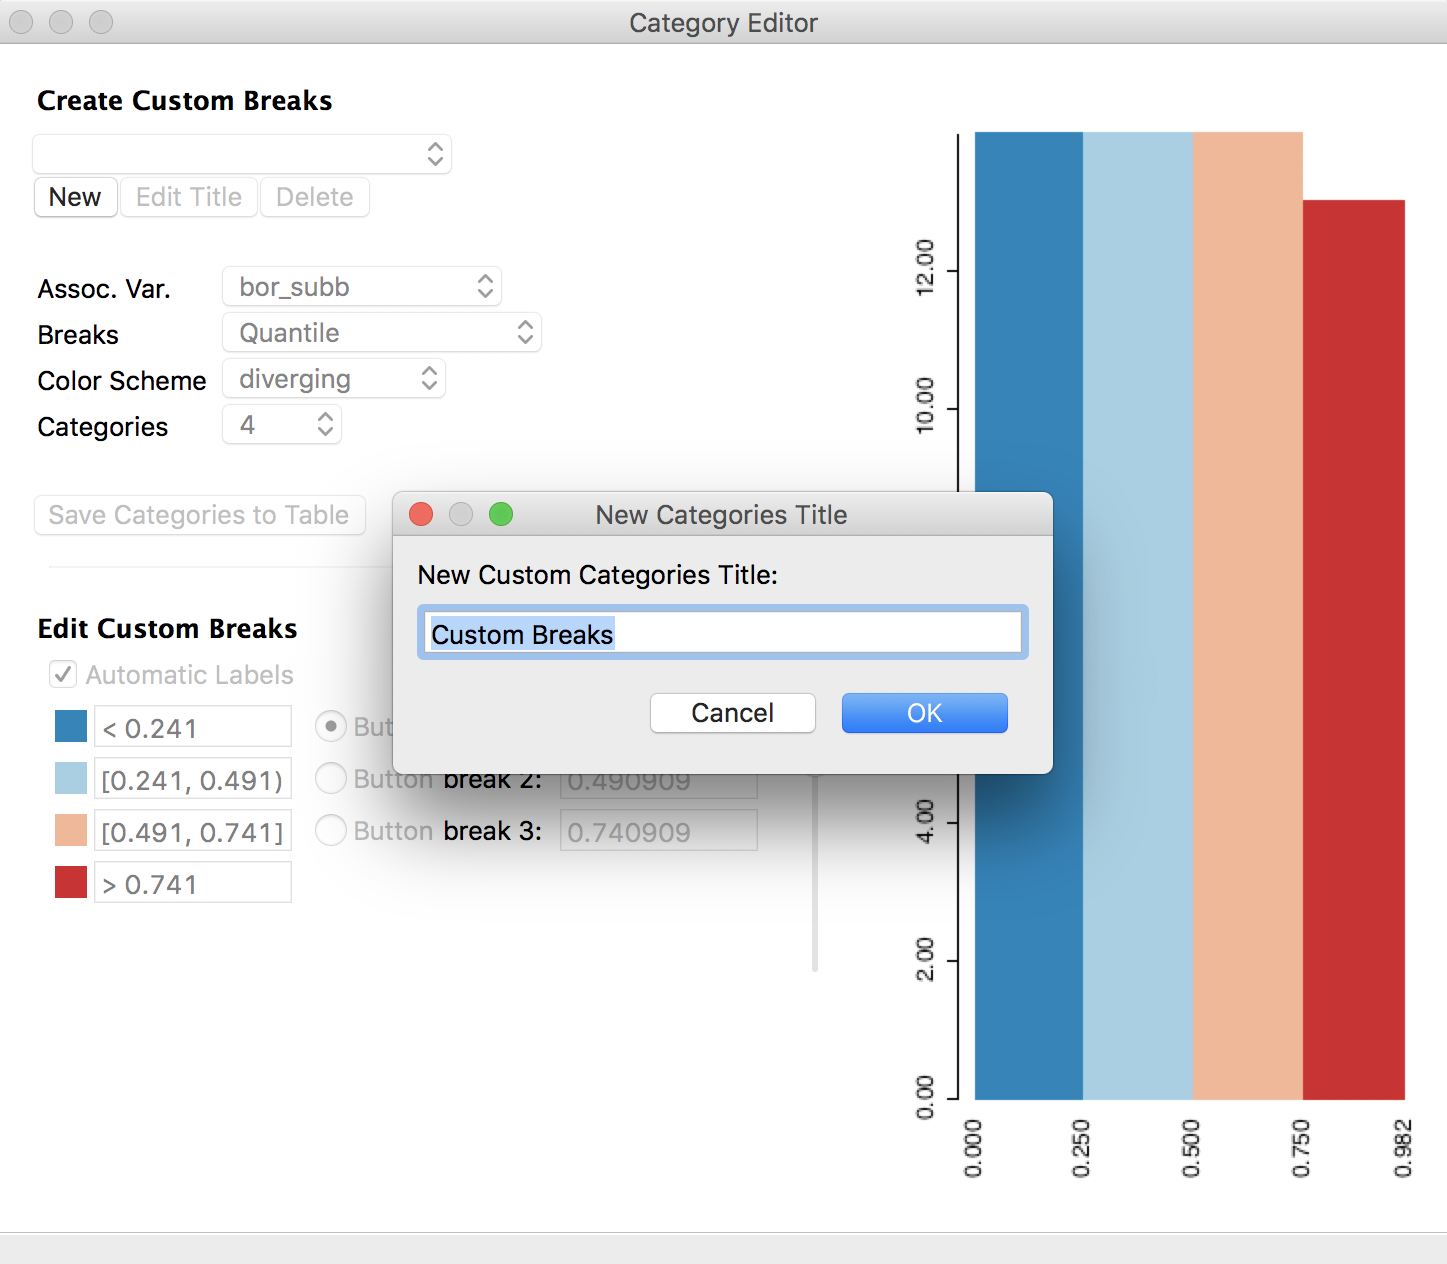 Category Editor
Create Custom Breaks
New Edit Title Delete
Assoc. Var. bor_subb
Breaks Quantile
Color Scheme diverging
Categories 4
Save Categories to Table
New Categories Title
New Custom Categories Title:
Custom Breaks
Cancel OK
Edit Custom Breaks
Automatic Labels
< 0.241
[0.241, 0.491) Button break 2: 0.490909
[0.491, 0.741] Button break 3: 0.740909
> 0.741
12.00
10.00
4.00
2.00
0.00
0.000 0.250 0.500 0.750 0.982